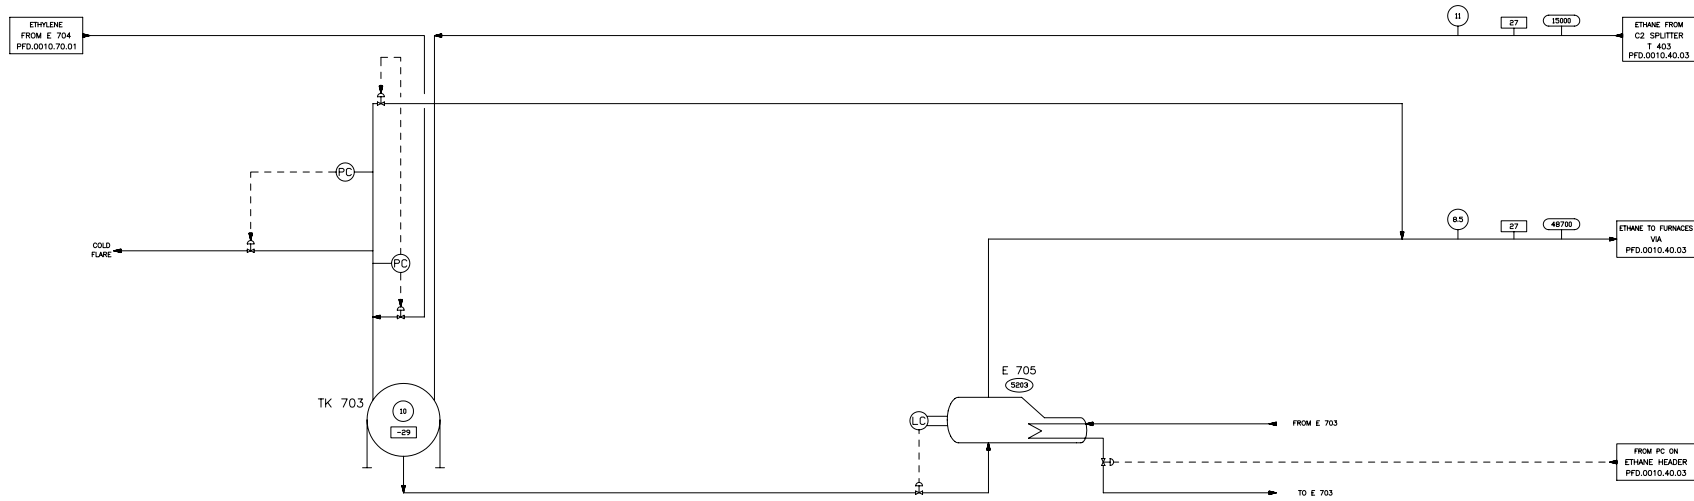 ETHYLENE
FROM E 704
PFD.0010.70.01
11
27
15000
ETHANE FROM
C2 SPLITTER
T 403
PFD.0010.40.03
PC
8.5
27
48700
ETHANE TO FURNACES
VIA
PFD.0010.40.03
COLD
FLARE
PC
E 705
5203
TK 703
10
-29
LC
FROM E 703
FROM PC ON
ETHANE HEADER
PFD.0010.40.03
TO E 703